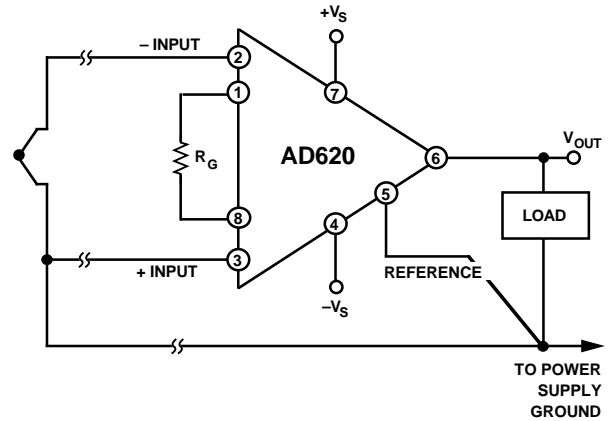 +VS
– INPUT
2
1
7
RG
AD620
6
VOUT
5
LOAD
8
4
REFERENCE
3
+ INPUT
–VS
TO POWER
SUPPLY
GROUND